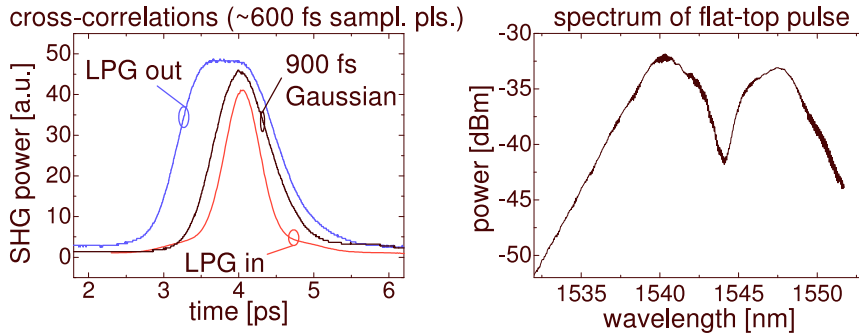 cross-correlations (~600 fs sampl. pls.)
SHG power [a.u.]
60
50
40
30
20
10
0
LPG out
900 fs
Gaussian
LPG in
2
3
4
5
6
time [ps]
spectrum of flat-top pulse
power [dBm]
-30
-35
-40
-45
-50
1535
1540
1545
1550
wavelength [nm]